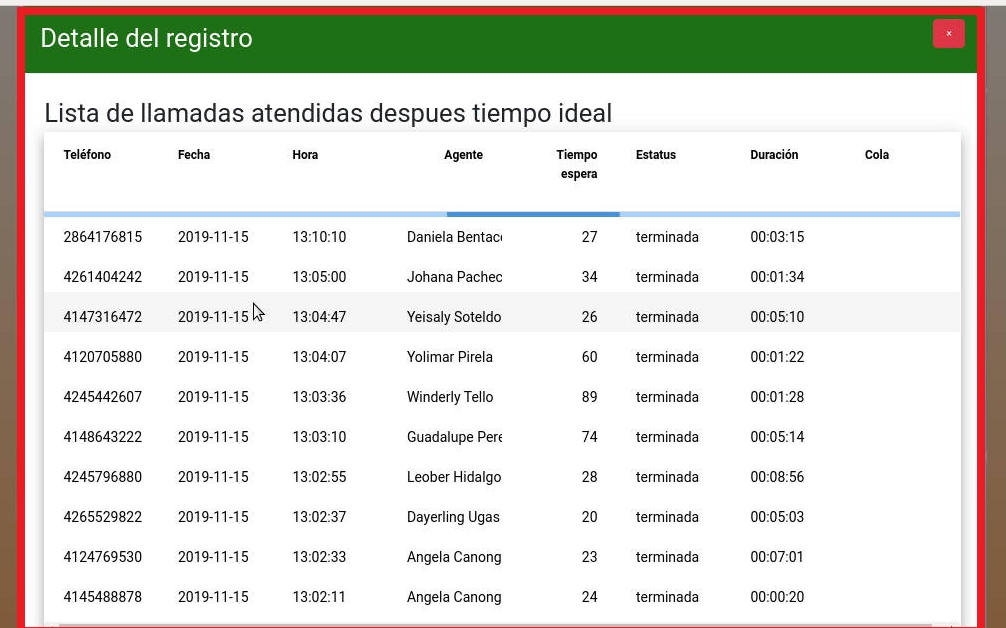 Detalle del registro ×
Lista de llamadas atendidas despues tiempo ideal
Teléfono Fecha Hora Agente Tiempo espera Estatus Duración Cola
2864176815 2019-11-15 13:10:10 Daniela Bentac 27 terminada 00:03:15
4261404242 2019-11-15 13:05:00 Johana Pachec 34 terminada 00:01:34
4147316472 2019-11-15 13:04:47 Yeisaly Soteldo 26 terminada 00:05:10
4120705880 2019-11-15 13:04:07 Yolimar Pirela 60 terminada 00:01:22
4245442607 2019-11-15 13:03:36 Winderly Tello 89 terminada 00:01:28
4148643222 2019-11-15 13:03:10 Guadalupe Pere 74 terminada 00:05:14
4245796880 2019-11-15 13:02:55 Leober Hidalgo 28 terminada 00:08:56
4265529822 2019-11-15 13:02:37 Dayerling Ugas 20 terminada 00:05:03
4124769530 2019-11-15 13:02:33 Angela Canong 23 terminada 00:07:01
4145488878 2019-11-15 13:02:11 Angela Canong 24 terminada 00:00:20